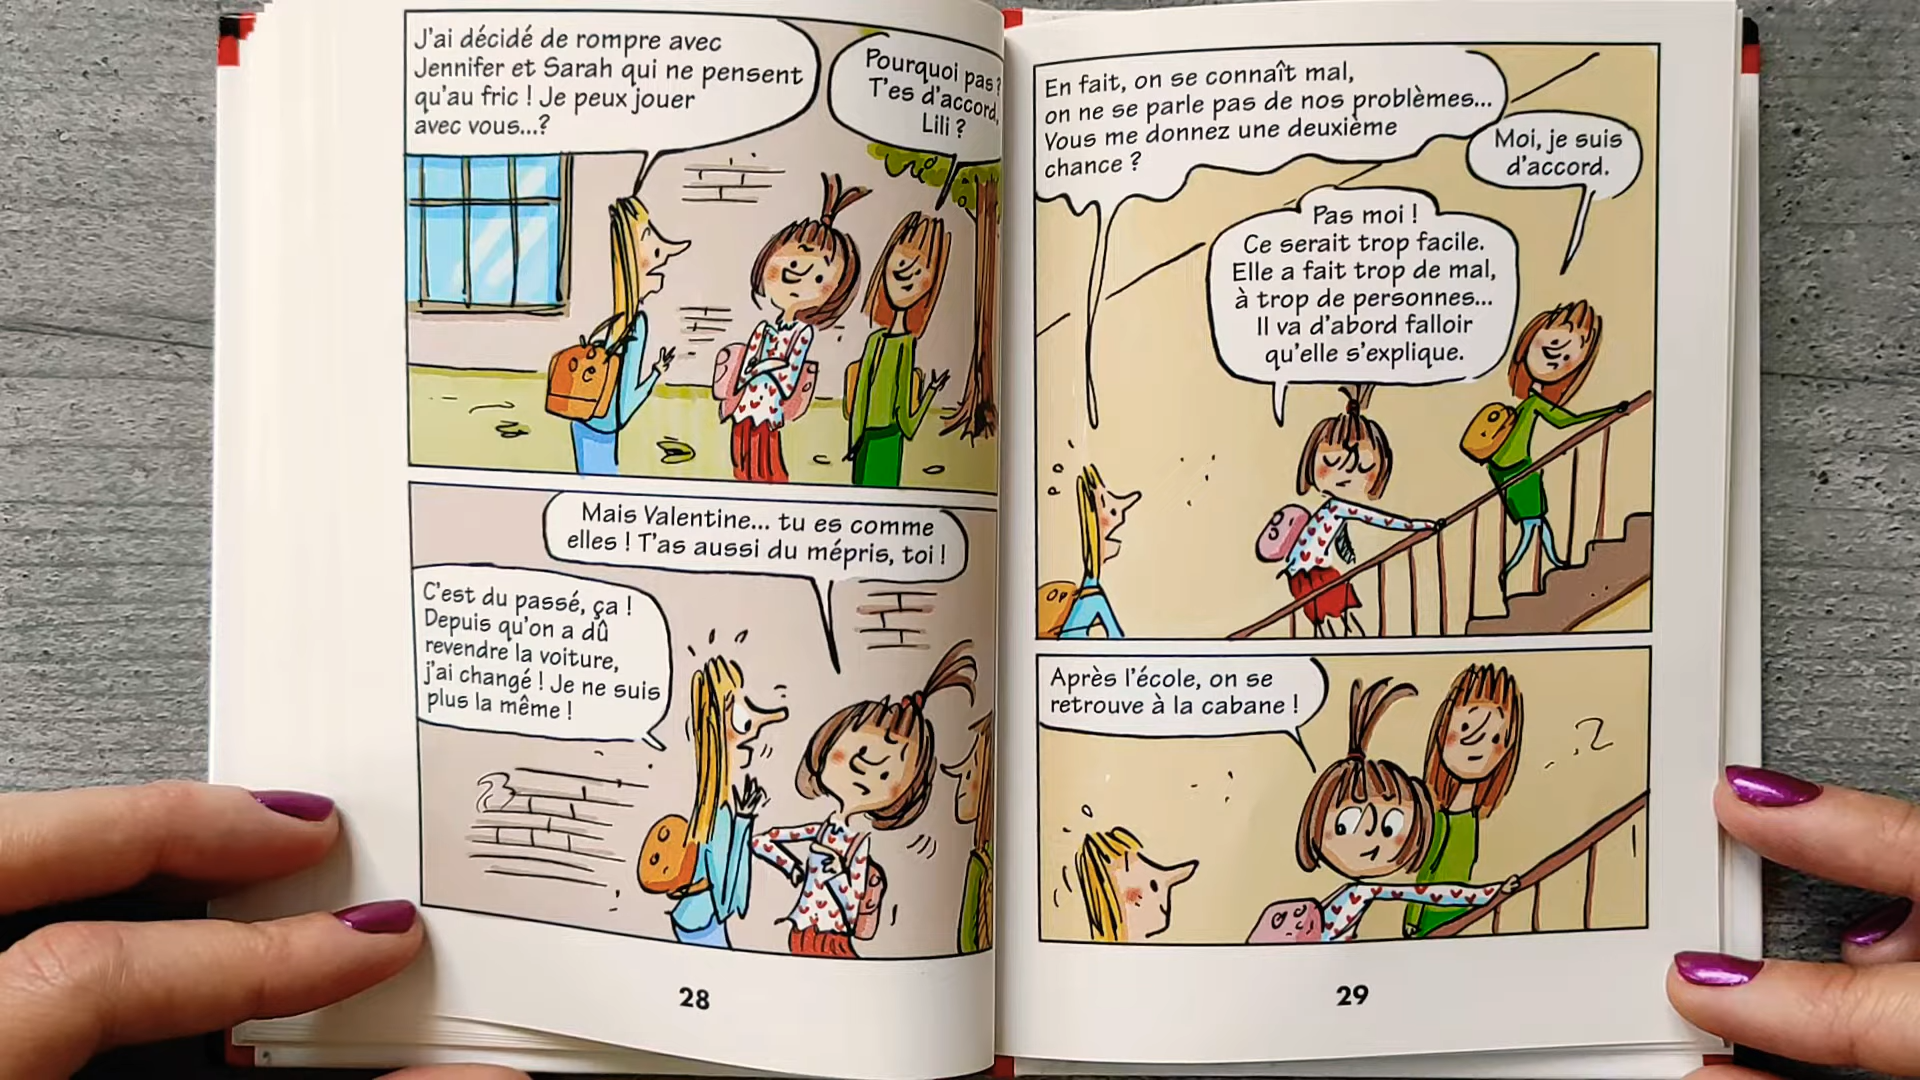 J'ai décidé de rompre avec
Jennifer et Sarah qui ne pensent
qu'au fric ! Je peux jouer
avec vous...?
Pourquoi pas ?
T'es d'accord,
Lili ?
Mais Valentine... tu es comme
elles ! T'as aussi du mépris, toi !
C'est du passé, ça !
Depuis qu'on a dû
revendre la voiture,
j'ai changé ! Je ne suis
plus la même !
28
En fait, on se connaît mal,
on ne se parle pas de nos problèmes...
Vous me donnez une deuxième
chance ?
Moi, je suis
d'accord.
Pas moi !
Ce serait trop facile.
Elle a fait trop de mal,
à trop de personnes...
Il va d'abord falloir
qu'elle s'explique.
Après l'école, on se
retrouve à la cabane !
29